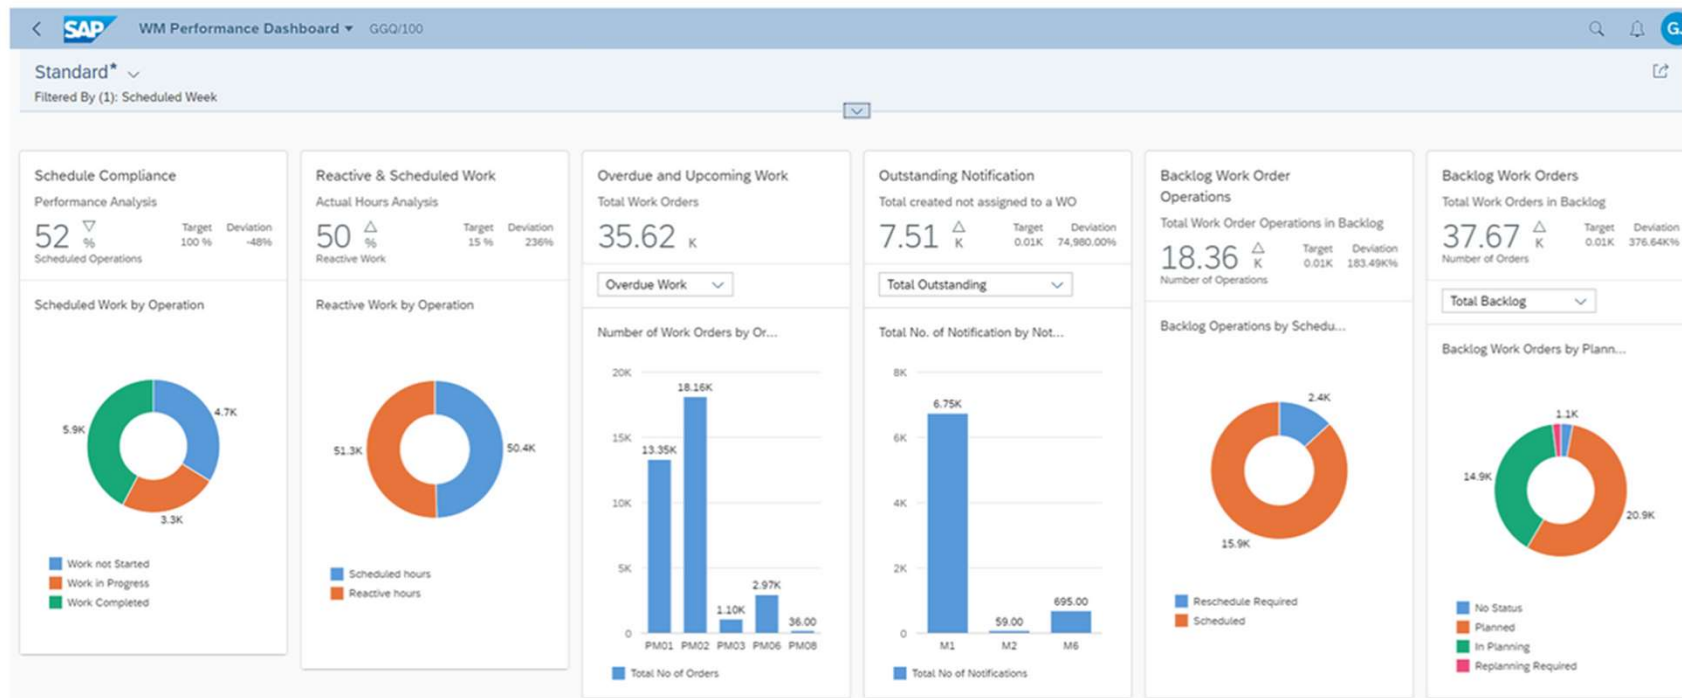 SAP WM Performance Dashboard GGQ/100
Standard*
Filtered By (1): Scheduled Week
Schedule Compliance
Performance Analysis
52 %
Target
100 %
Deviation
-48%
Scheduled Operations
Scheduled Work by Operation
4.7K
5.9K
3.3K
Work not Started
Work in Progress
Work Completed
Reactive & Scheduled Work
Actual Hours Analysis
50 %
Target
15 %
Deviation
236%
Reactive Work
Reactive Work by Operation
51.3K
50.4K
Scheduled hours
Reactive hours
Overdue and Upcoming Work
Total Work Orders
35.62 K
Overdue Work
Number of Work Orders by Or...
20K
18.16K
15K
13.35K
10K
5K
2.97K
1.10K
36.00
0
PM01 PM02 PM03 PM06 PM08
Total No of Orders
Outstanding Notification
Total created not assigned to a WO
7.51 K
Target
0.01K
Deviation
74,980.00%
Total Outstanding
Total No. of Notification by Not...
8K
6.75K
6K
4K
2K
695.00
59.00
0
M1 M2 M6
Total No of Notifications
Backlog Work Order
Operations
Total Work Order Operations in Backlog
18.36 K
Target
0.01K
Deviation
183.49K%
Number of Operations
Backlog Operations by Schedu...
2.4K
15.9K
Reschedule Required
Scheduled
Backlog Work Orders
Total Work Orders in Backlog
37.67 K
Target
0.01K
Deviation
376.64K%
Number of Orders
Total Backlog
Backlog Work Orders by Plann...
1.1K
14.9K
20.9K
No Status
Planned
In Planning
Replanning Required